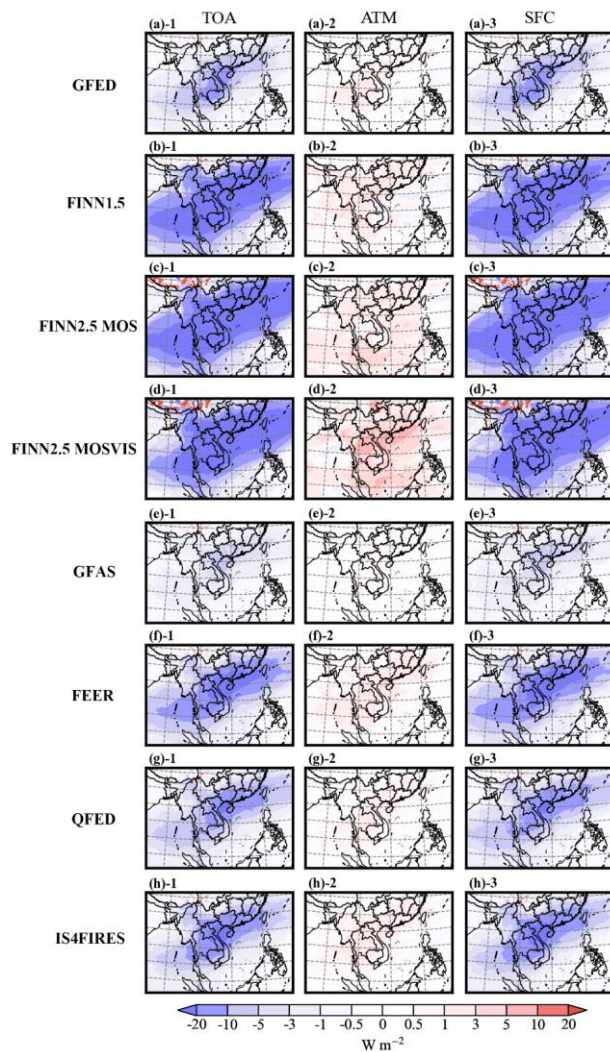 TOA ATM SFC
(a)-1 (a)-2 (a)-3
GFED
(b)-1 (b)-2 (b)-3
FINN1.5
(c)-1 (c)-2 (c)-3
FINN2.5 MOS
(d)-1 (d)-2 (d)-3
FINN2.5 MOSVIS
(e)-1 (e)-2 (e)-3
GFAS
(f)-1 (f)-2 (f)-3
FEER
(g)-1 (g)-2 (g)-3
QFED
(h)-1 (h)-2 (h)-3
IS4FIRES
-20 -10 -5 -3 -1 -0.5 0 0.5 1 3 5 10 20
W m⁻²